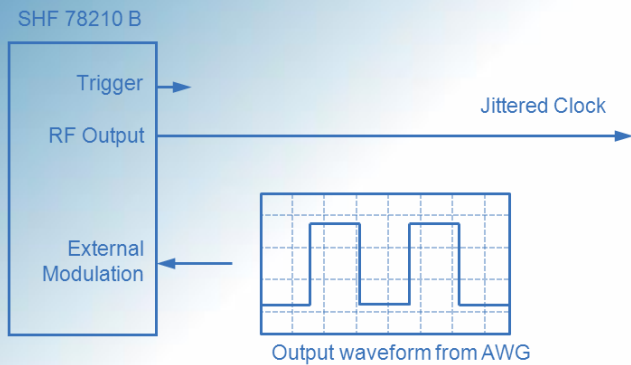 SHF 78210 B
Trigger
Jittered Clock
RF Output
External
Modulation
Output waveform from AWG